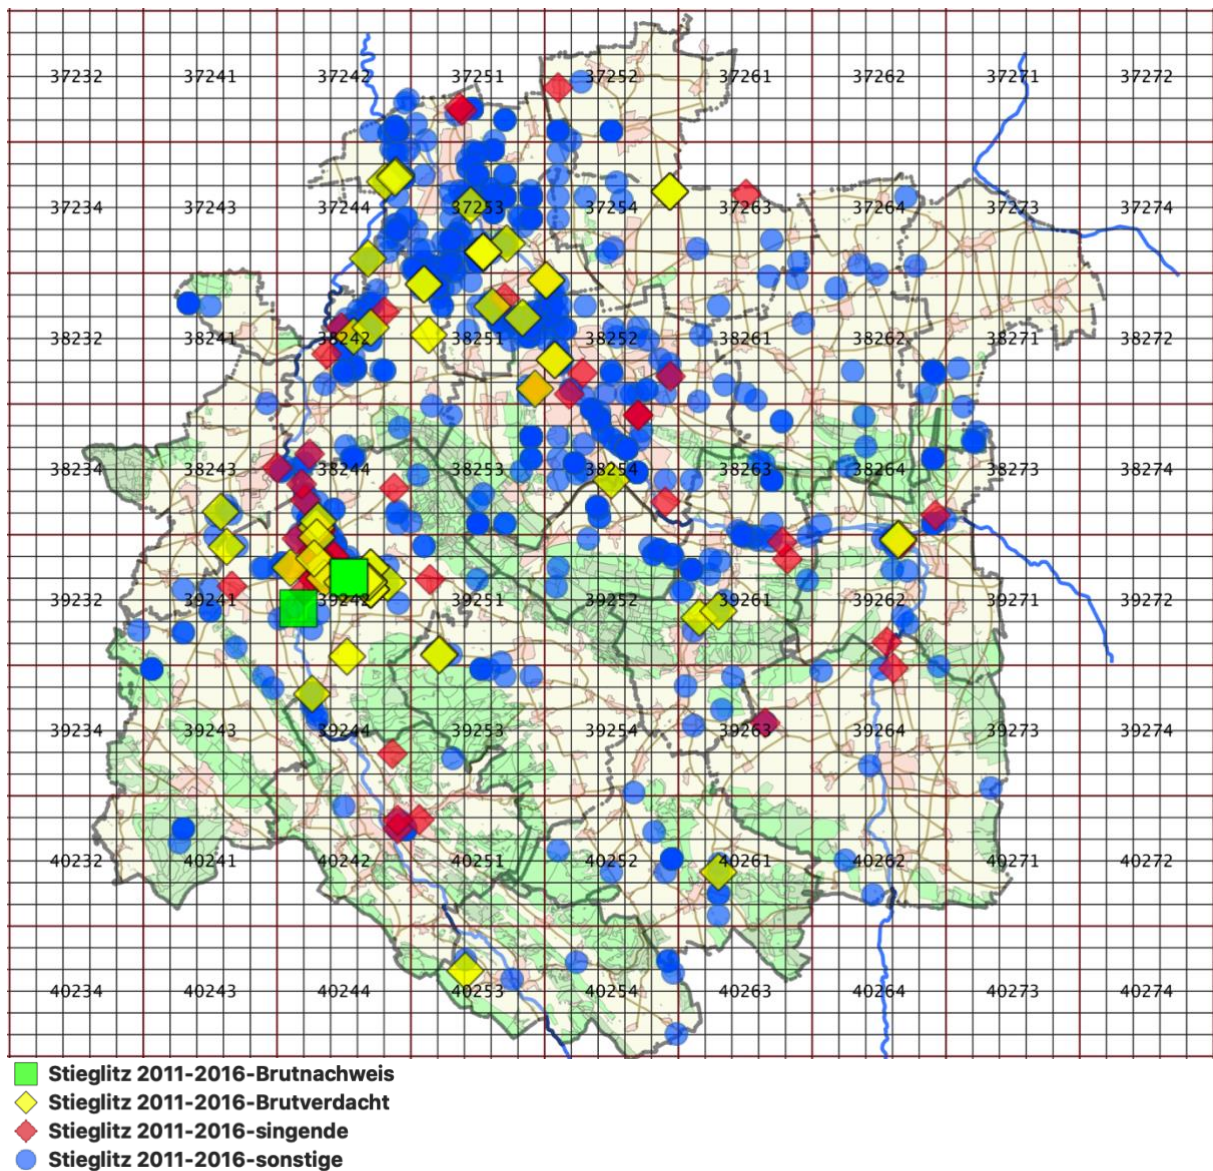 37232 37241 37242 37251 37252 37261 37262 37271 37272
37234 37243 37244 37253 37254 37263 37264 37273 37274
38232 38241 38242 38251 38252 38261 38262 38271 38272
38234 38243 38244 38253 38254 38263 38264 38273 38274
39232 39241 39242 39251 39252 39261 39262 39271 39272
39234 39243 39244 39253 39254 39263 39264 39273 39274
40232 40241 40242 40251 40252 40261 40262 40271 40272
40234 40243 40244 40253 40254 40263 40264 40273 40274
Stieglitz 2011-2016-Brutnachweis
Stieglitz 2011-2016-Brutverdacht
Stieglitz 2011-2016-singende
Stieglitz 2011-2016-sonstige